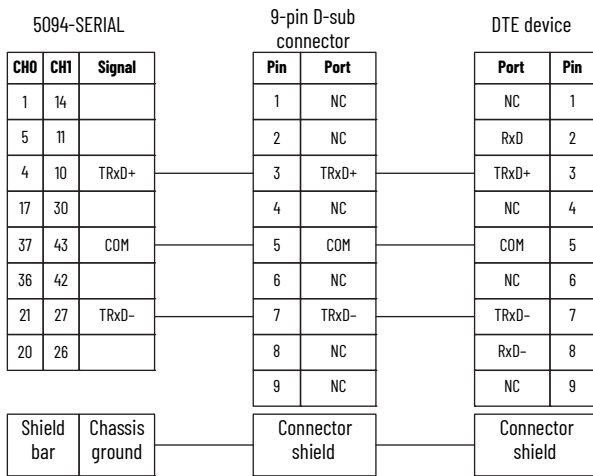 5094-SERIAL
CH0 CH1 Signal
1 14
5 11
4 10 TRxD+
17 30
37 43 COM
36 42
21 27 TRxD–
20 26
Shield bar
Chassis ground
9-pin D-sub
connector
Pin Port
1 NC
2 NC
3 TRxD+
4 NC
5 COM
6 NC
7 TRxD–
8 NC
9 NC
Connector
shield
DTE device
Port Pin
NC 1
RxD 2
TRxD+ 3
NC 4
COM 5
NC 6
TRxD– 7
RxD– 8
NC 9
Connector
shield